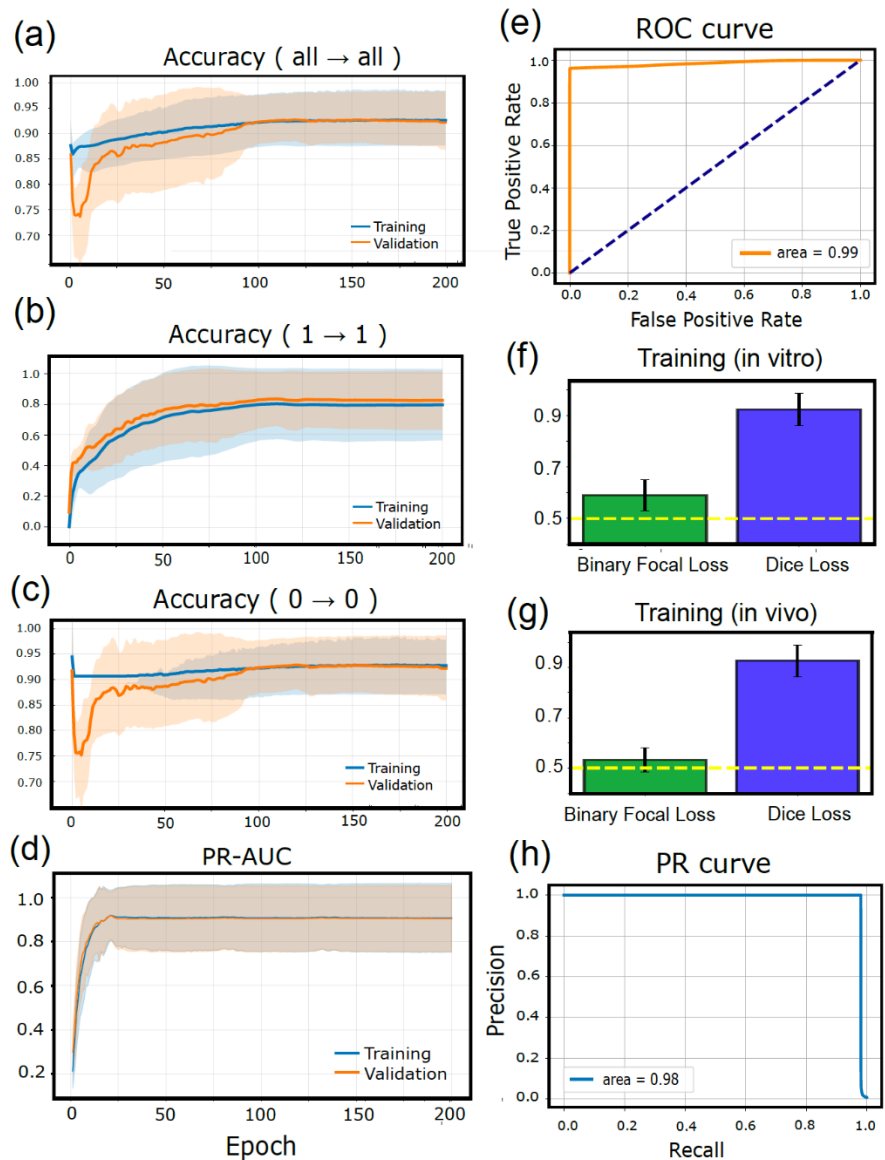 (a)
Accuracy ( all → all )
1.00
0.95
0.90
0.85
0.80
0.75
0.70
Training
Validation
0 50 100 150 200
(b)
Accuracy ( 1 → 1 )
1.0
0.8
0.6
0.4
0.2
0.0
Training
Validation
0 25 50 75 100 125 150 175 200
(c)
Accuracy ( 0 → 0 )
1.00
0.95
0.90
0.85
0.80
0.75
0.70
Training
Validation
0 50 100 150 200
(d)
PR-AUC
1.0
0.8
0.6
0.4
0.2
Training
Validation
0 50 100 150 200
Epoch
(e)
ROC curve
True Positive Rate
1.0
0.8
0.6
0.4
0.2
0.0
area = 0.99
0.0 0.2 0.4 0.6 0.8 1.0
False Positive Rate
(f)
Training (in vitro)
0.9
0.7
0.5
Binary Focal Loss Dice Loss
(g)
Training (in vivo)
0.9
0.7
0.5
Binary Focal Loss Dice Loss
(h)
PR curve
Precision
1.0
0.8
0.6
0.4
0.2
0.0
area = 0.98
0.0 0.2 0.4 0.6 0.8 1.0
Recall